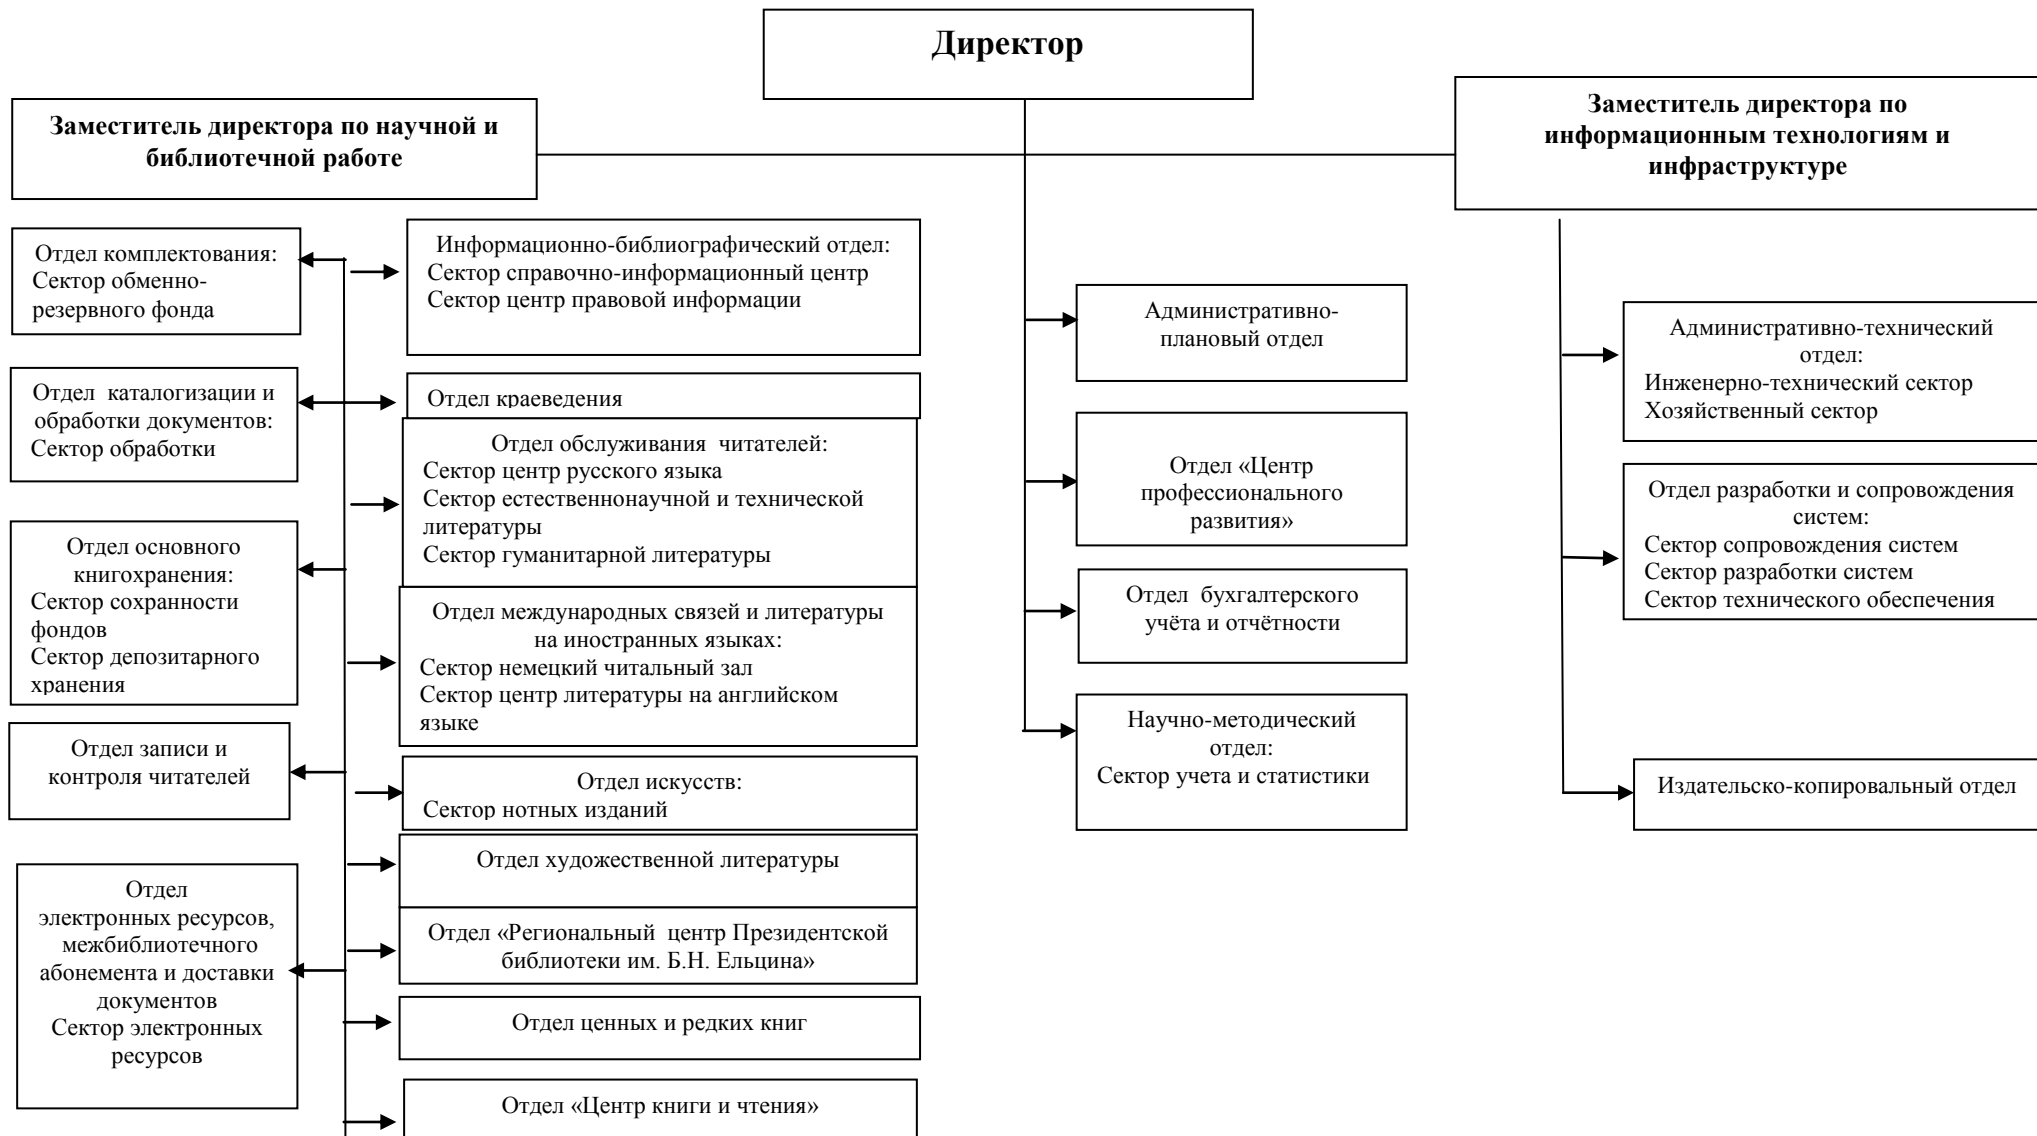 Директор
Заместитель директора по научной и
библиотечной работе
Заместитель директора по
информационным технологиям и
инфраструктуре
Отдел комплектования:
Сектор обменно-
резервного фонда
Отдел каталогизации и
обработки документов:
Сектор обработки
Отдел основного
книгохранения:
Сектор сохранности
фондов
Сектор депозитарного
хранения
Отдел записи и
контроля читателей
Отдел
электронных ресурсов,
межбиблиотечного
абонемента и доставки
документов
Сектор электронных
ресурсов
Информационно-библиографический отдел:
Сектор справочно-информационный центр
Сектор центр правовой информации
Отдел краеведения
Отдел обслуживания читателей:
Сектор центр русского языка
Сектор естественнонаучной и технической
литературы
Сектор гуманитарной литературы
Отдел международных связей и литературы
на иностранных языках:
Сектор немецкий читальный зал
Сектор центр литературы на английском
языке
Отдел искусств:
Сектор нотных изданий
Отдел художественной литературы
Отдел «Региональный центр Президентской
библиотеки им. Б.Н. Ельцина»
Отдел ценных и редких книг
Отдел «Центр книги и чтения»
Административно-
плановый отдел
Отдел «Центр
профессионального
развития»
Отдел бухгалтерского
учёта и отчётности
Научно-методический
отдел:
Сектор учета и статистики
Административно-технический
отдел:
Инженерно-технический сектор
Хозяйственный сектор
Отдел разработки и сопровождения
систем:
Сектор сопровождения систем
Сектор разработки систем
Сектор технического обеспечения
Издательско-копировальный отдел